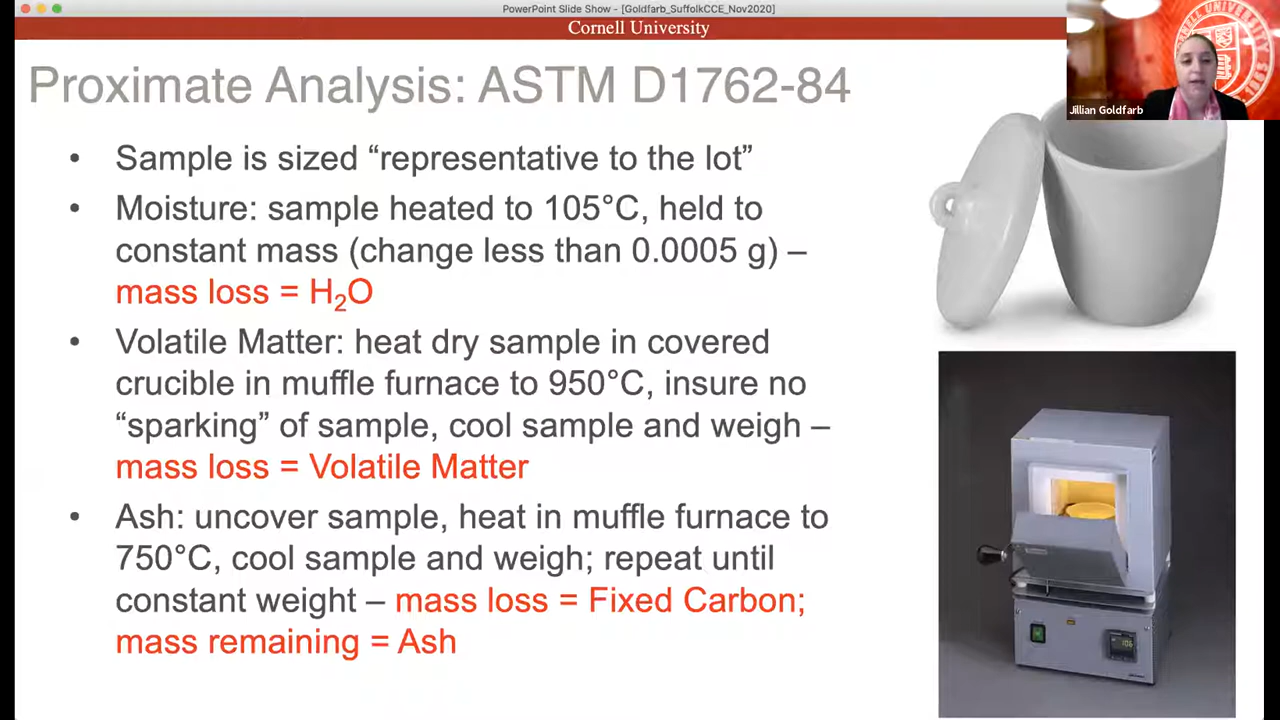 PowerPoint Slide Show - [Goldfarb_SuffolkCCE_Nov2020]
Cornell University
Proximate Analysis: ASTM D1762-84
• Sample is sized “representative to the lot”
• Moisture: sample heated to 105°C, held to
constant mass (change less than 0.0005 g) –
mass loss = H₂O
• Volatile Matter: heat dry sample in covered
crucible in muffle furnace to 950°C, insure no
“sparking” of sample, cool sample and weigh –
mass loss = Volatile Matter
• Ash: uncover sample, heat in muffle furnace to
750°C, cool sample and weigh; repeat until
constant weight – mass loss = Fixed Carbon;
mass remaining = Ash
Jillian Goldfarb